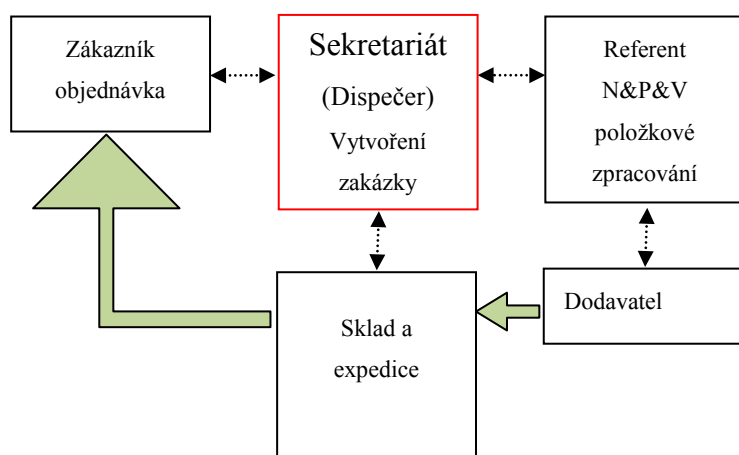 Zákazník
objednávka
Sekretariát
(Dispečer)
Vytvoření
zakázky
Referent
N&P&V
položkové
zpracování
Sklad a
expedice
Dodavatel